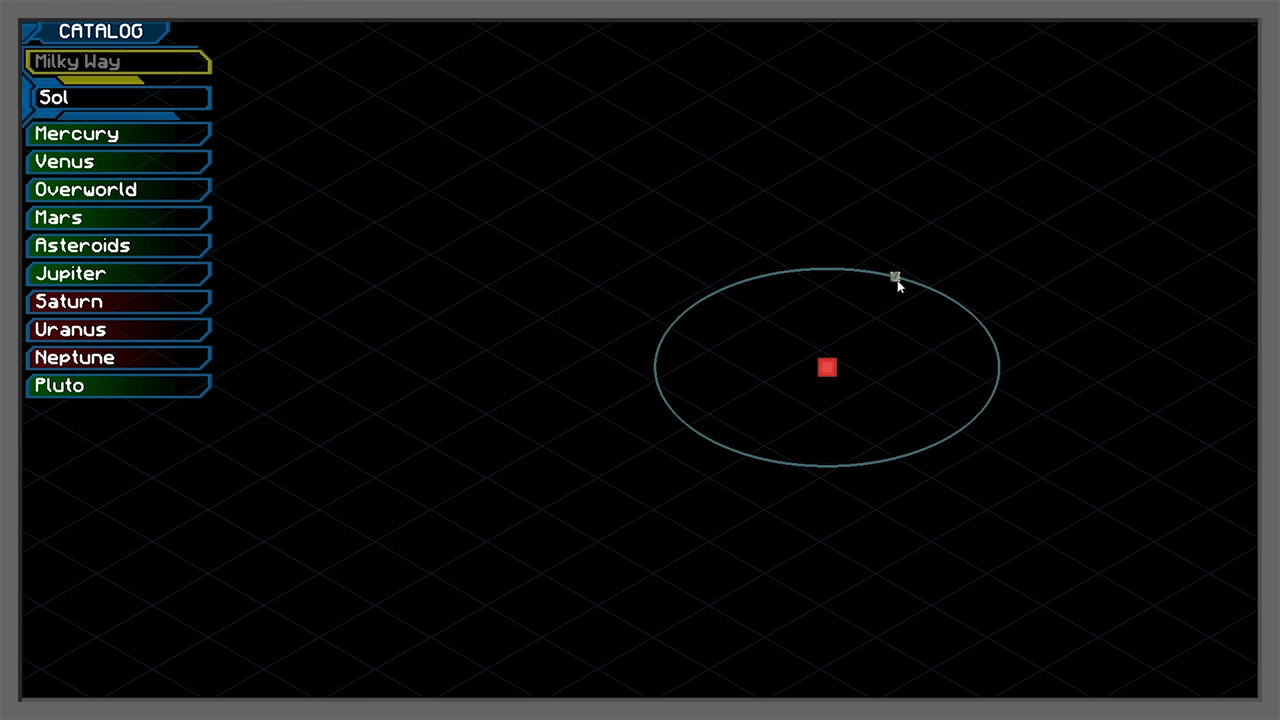 CATALOG
Milky Way
Sol
Mercury
Venus
Overworld
Mars
Asteroids
Jupiter
Saturn
Uranus
Neptune
Pluto